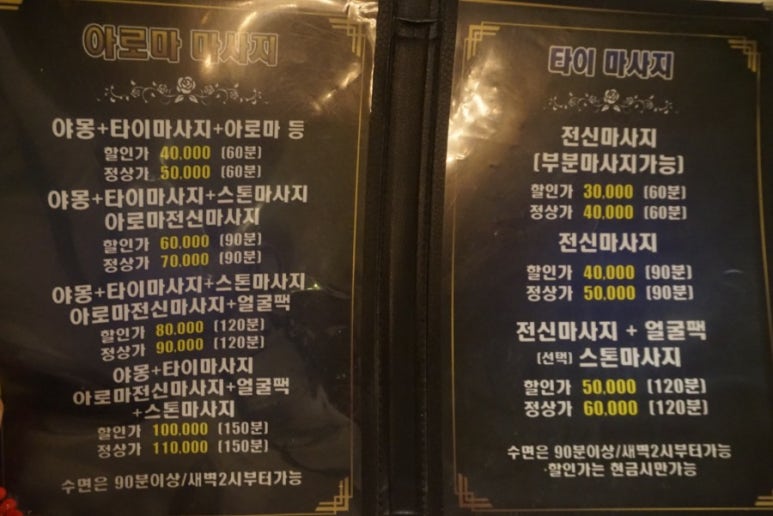 아로마 마사지
야몽+타이마사지+아로마 등
할인가 40,000 (60분)
정상가 50,000 (60분)
야몽+타이마사지+스톤마사지
아로마전신마사지
할인가 60,000 (90분)
정상가 70,000 (90분)
야몽+타이마사지+스톤마사지
아로마전신마사지+얼굴팩
할인가 80,000 (120분)
정상가 90,000 (120분)
야몽+타이마사지
아로마전신마사지+얼굴팩
+스톤마사지
할인가 100,000 (150분)
정상가 110,000 (150분)
수면은 90분이상/새벽2시부터가능
타이 마사지
전신마사지
(부분마사지가능)
할인가 30,000 (60분)
정상가 40,000 (60분)
전신마사지
할인가 40,000 (90분)
정상가 50,000 (90분)
전신마사지 + 얼굴팩
(선택) 스톤마사지
할인가 50,000 (120분)
정상가 60,000 (120분)
수면은 90분이상/새벽2시부터가능
할인가는 현금시만가능